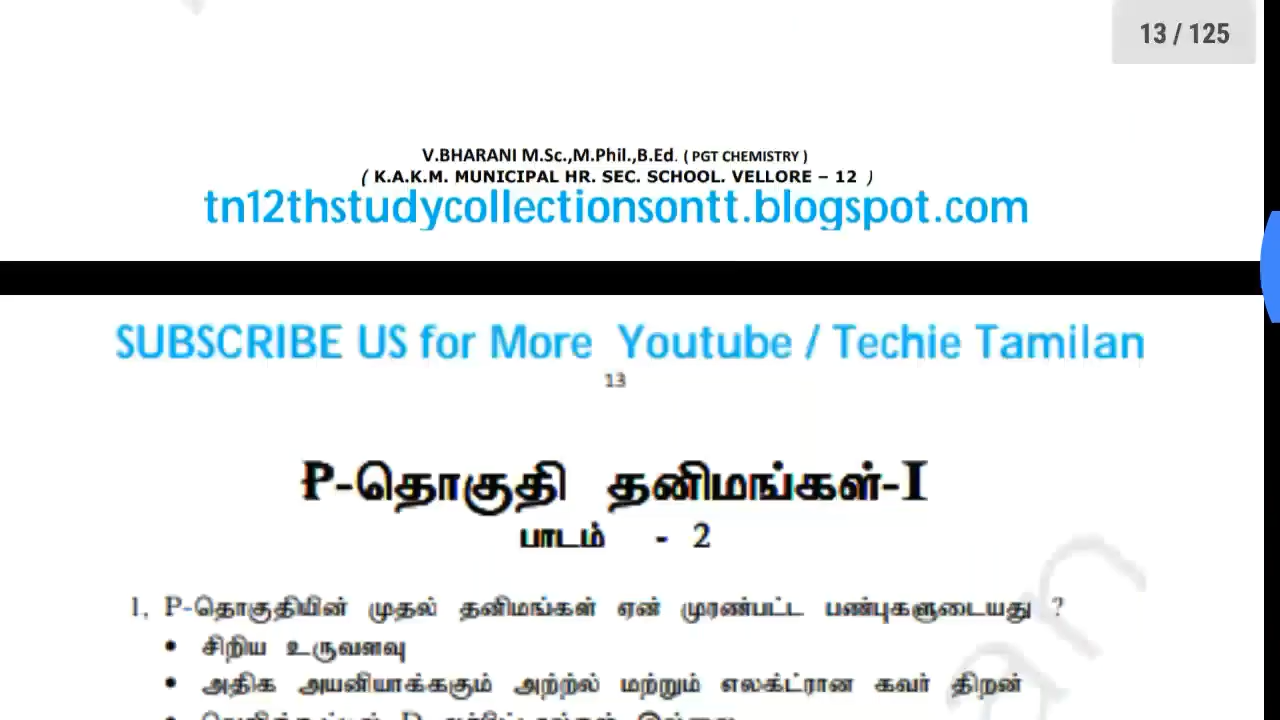 13 / 125
V.BHARANI M.Sc.,M.Phil.,B.Ed. ( PGT CHEMISTRY )
( K.A.K.M. MUNICIPAL HR. SEC. SCHOOL. VELLORE – 12 )
tn12thstudycollectionsontt.blogspot.com
SUBSCRIBE US for More Youtube / Techie Tamilan
13
P-தொகுதி தனிமங்கள்-I
பாடம் - 2
1, P-தொகுதியின் முதல் தனிமங்கள் ஏன் முரண்பட்ட பண்புகளுடையது ?
• சிறிய உருவளவு
• அதிக அயனியாக்ககும் அற்ற்ல் மற்றும் எலக்ட்ரான கவர் திறன்